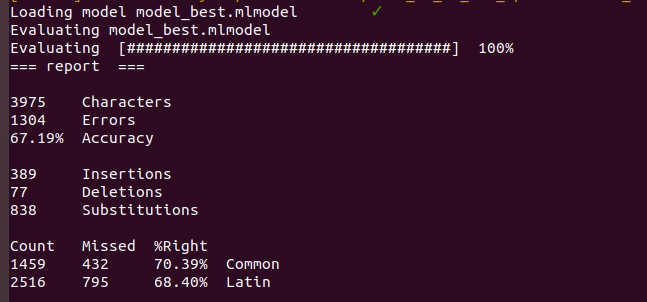 Loading model model_best.mlmodel ✓
Evaluating model_best.mlmodel
Evaluating [####################################] 100%
=== report ===
3975 Characters
1304 Errors
67.19% Accuracy
389 Insertions
77 Deletions
838 Substitutions
Count Missed %Right
1459 432 70.39% Common
2516 795 68.40% Latin